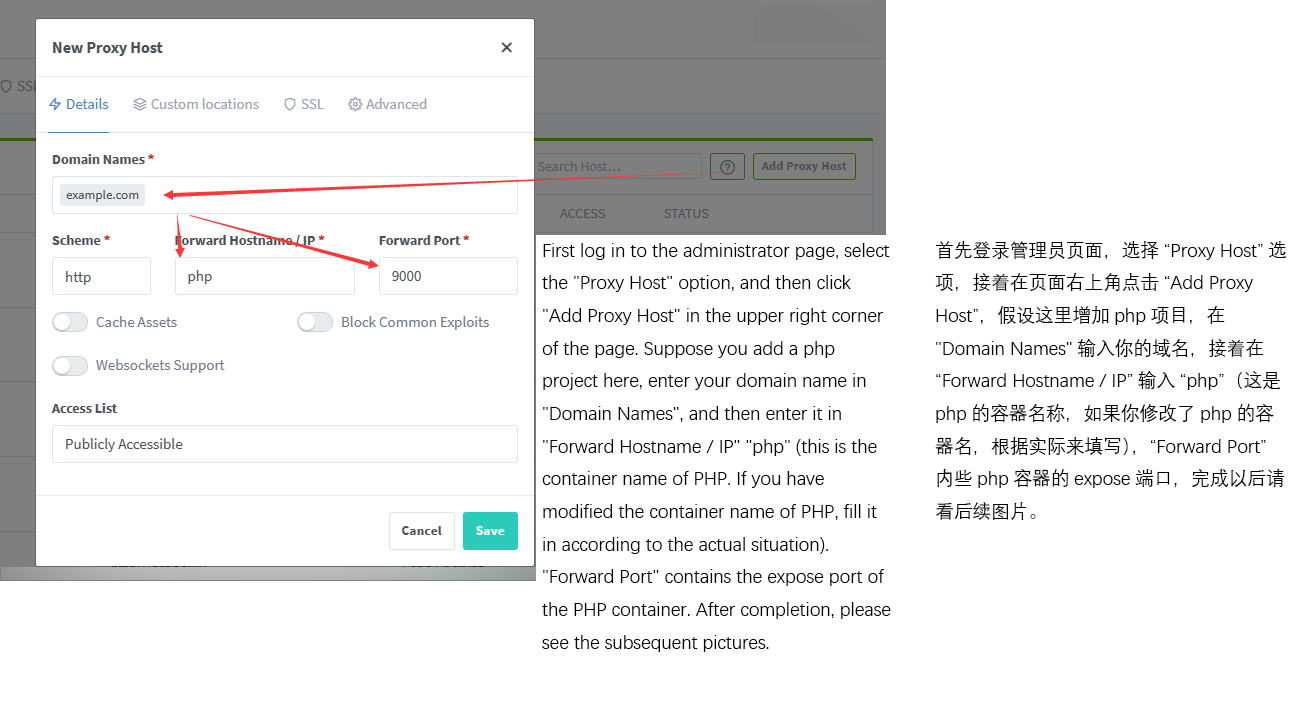 New Proxy Host
SSL
Details
Custom locations
SSL
Advanced
Domain Names *
example.com
Search Host...
Add Proxy Host
ACCESS
STATUS
Scheme *
Forward Hostname / IP *
Forward Port *
http
php
9000
Cache Assets
Block Common Exploits
Websockets Support
Access List
Publicly Accessible
Cancel
Save
First log in to the administrator page, select
the "Proxy Host" option, and then click
"Add Proxy Host" in the upper right corner
of the page. Suppose you add a php
project here, enter your domain name in
"Domain Names", and then enter it in
"Forward Hostname / IP" "php" (this is the
container name of PHP. If you have
modified the container name of PHP, fill it
in according to the actual situation).
"Forward Port" contains the expose port of
the PHP container. After completion, please
see the subsequent pictures.
首先登录管理员页面，选择 “Proxy Host” 选
项，接着在页面右上角点击 “Add Proxy
Host”，假设这里增加 php 项目，在
"Domain Names" 输入你的域名，接着在
“Forward Hostname / IP” 输入 “php”（这是
php 的容器名称，如果你修改了 php 的容
器名，根据实际来填写），“Forward Port”
内些 php 容器的 expose 端口，完成以后请
看后续图片。